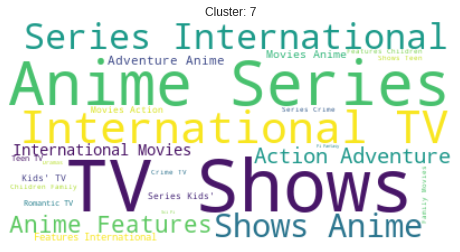 Cluster: 7
Series International
Features Children
Movies Anime
Shows Teen
Adventure Anime
Anime Series
Movies Action
Series Crime
International TV
International Movies
Action Adventure
Teen TV
TV Shows
Crime TV
Kids' TV
Children Family
Series Kids'
Family Movies
Romantic TV
Sci Fi
Anime Features
Shows Anime
Features International